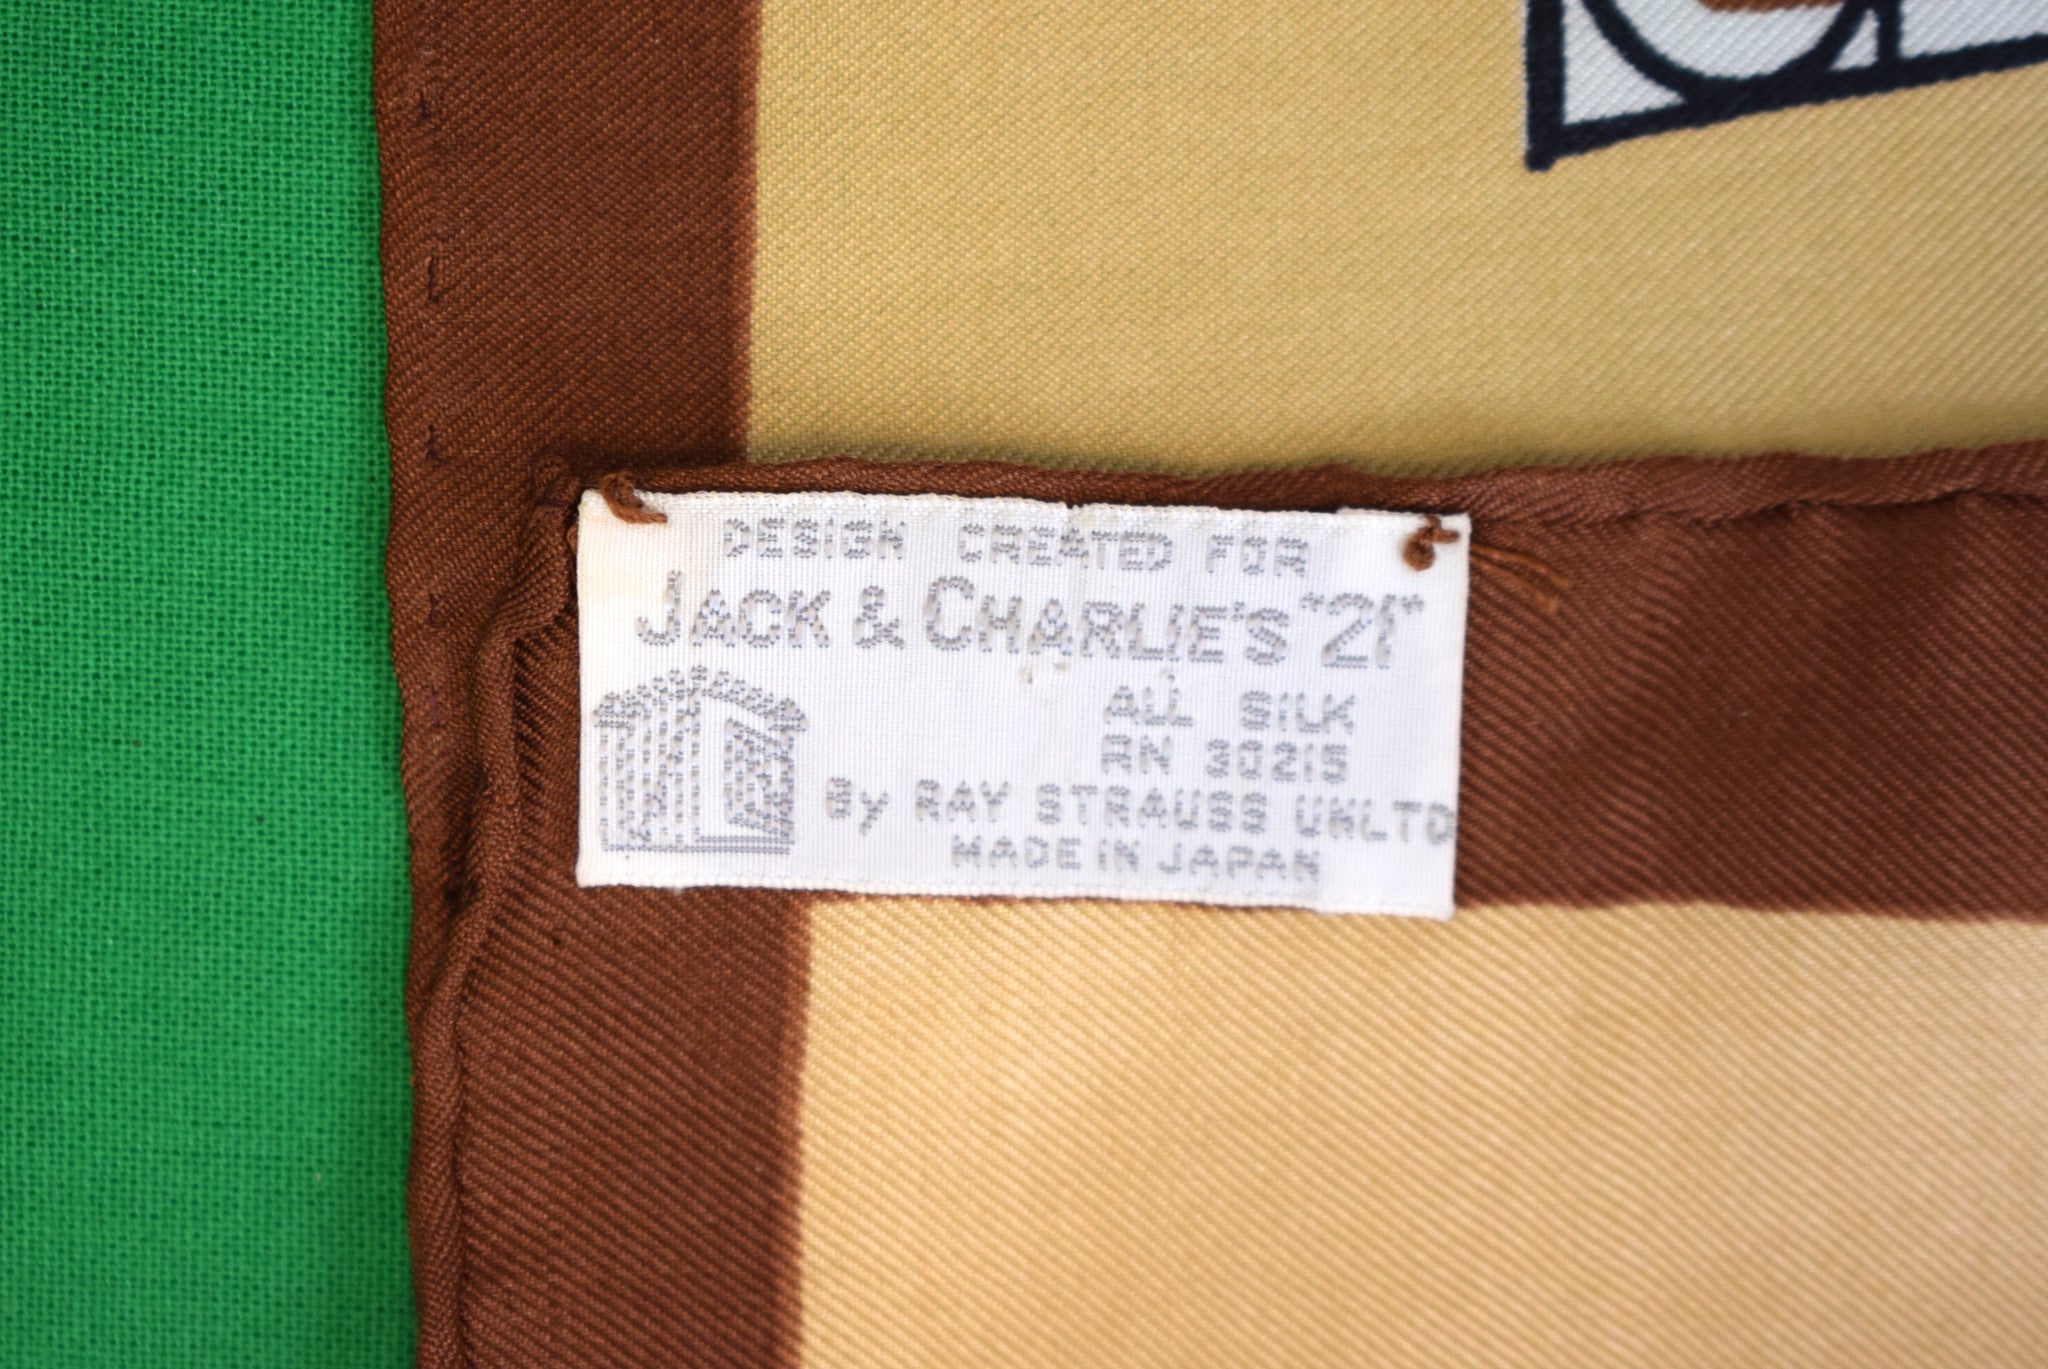 DESIGN CREATED FOR
JACK & CHARLIE'S "21"
ALL SILK
RN 30215
By RAY STRAUSS UNLTD
MADE IN JAPAN